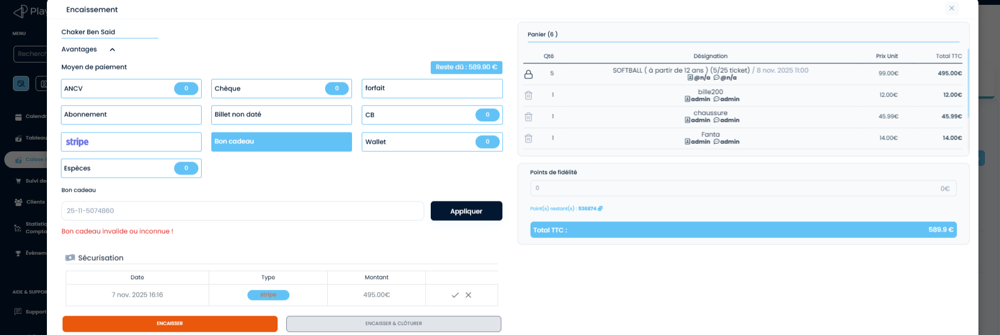 Play
MENU
Recherch
Calendr
Tableau
Caisse
Suivi de
Clients
Statistiq
Compta
Évènem
AIDE & SUPPOR
Support
Encaissement
Chaker Ben Said
Avantages
Moyen de paiement
Reste dû : 589.90 €
ANCV 0
Chèque 0
forfait
Abonnement
Billet non daté
CB 0
stripe
Bon cadeau
Wallet 0
Espèces 0
Bon cadeau
25-11-5074860
Appliquer
Bon cadeau invalide ou inconnue !
Sécurisation
Date Type Montant
7 nov. 2025 16:16 stripe 495.00€
ENCAISSER
ENCAISSER & CLÔTURER
Panier (6 )
Qté Désignation Prix Unit Total TTC
5 SOFTBALL ( à partir de 12 ans ) (5/25 ticket) / 8 nov. 2025 11:00 99.00€ 495.00€
@n/a @n/a
1 bille200 12.00€ 12.00€
admin admin
1 chaussure 45.99€ 45.99€
admin admin
1 Fanta 14.00€ 14.00€
admin admin
Points de fidélité
0 0€
Point(s) restant(s) : 536874
Total TTC : 589.9 €